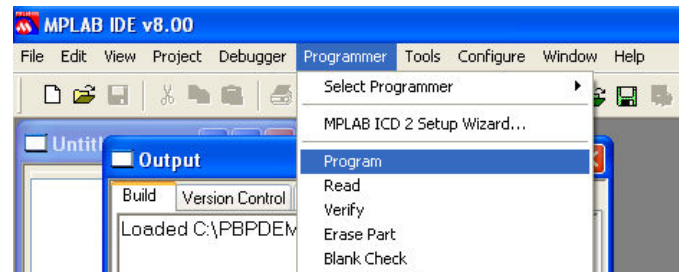 MPLAB IDE v8.00
File Edit View Project Debugger Programmer Tools Configure Window Help
Select Programmer
MPLAB ICD 2 Setup Wizard...
Output
Program
Build Version Control
Read
Verify
Loaded C:\PBPDEM
Erase Part
Blank Check